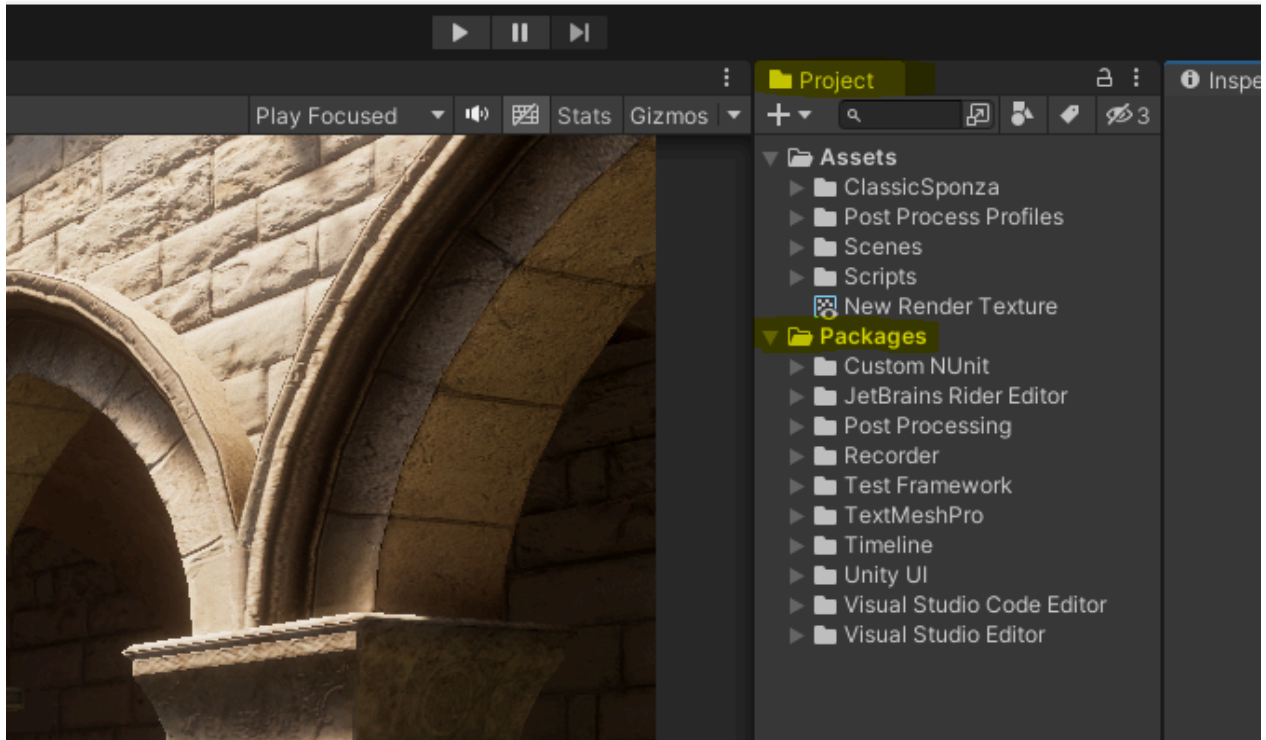 Project
Inspe
Play Focused
Stats
Gizmos
3
Assets
ClassicSponza
Post Process Profiles
Scenes
Scripts
New Render Texture
Packages
Custom NUnit
JetBrains Rider Editor
Post Processing
Recorder
Test Framework
TextMeshPro
Timeline
Unity UI
Visual Studio Code Editor
Visual Studio Editor